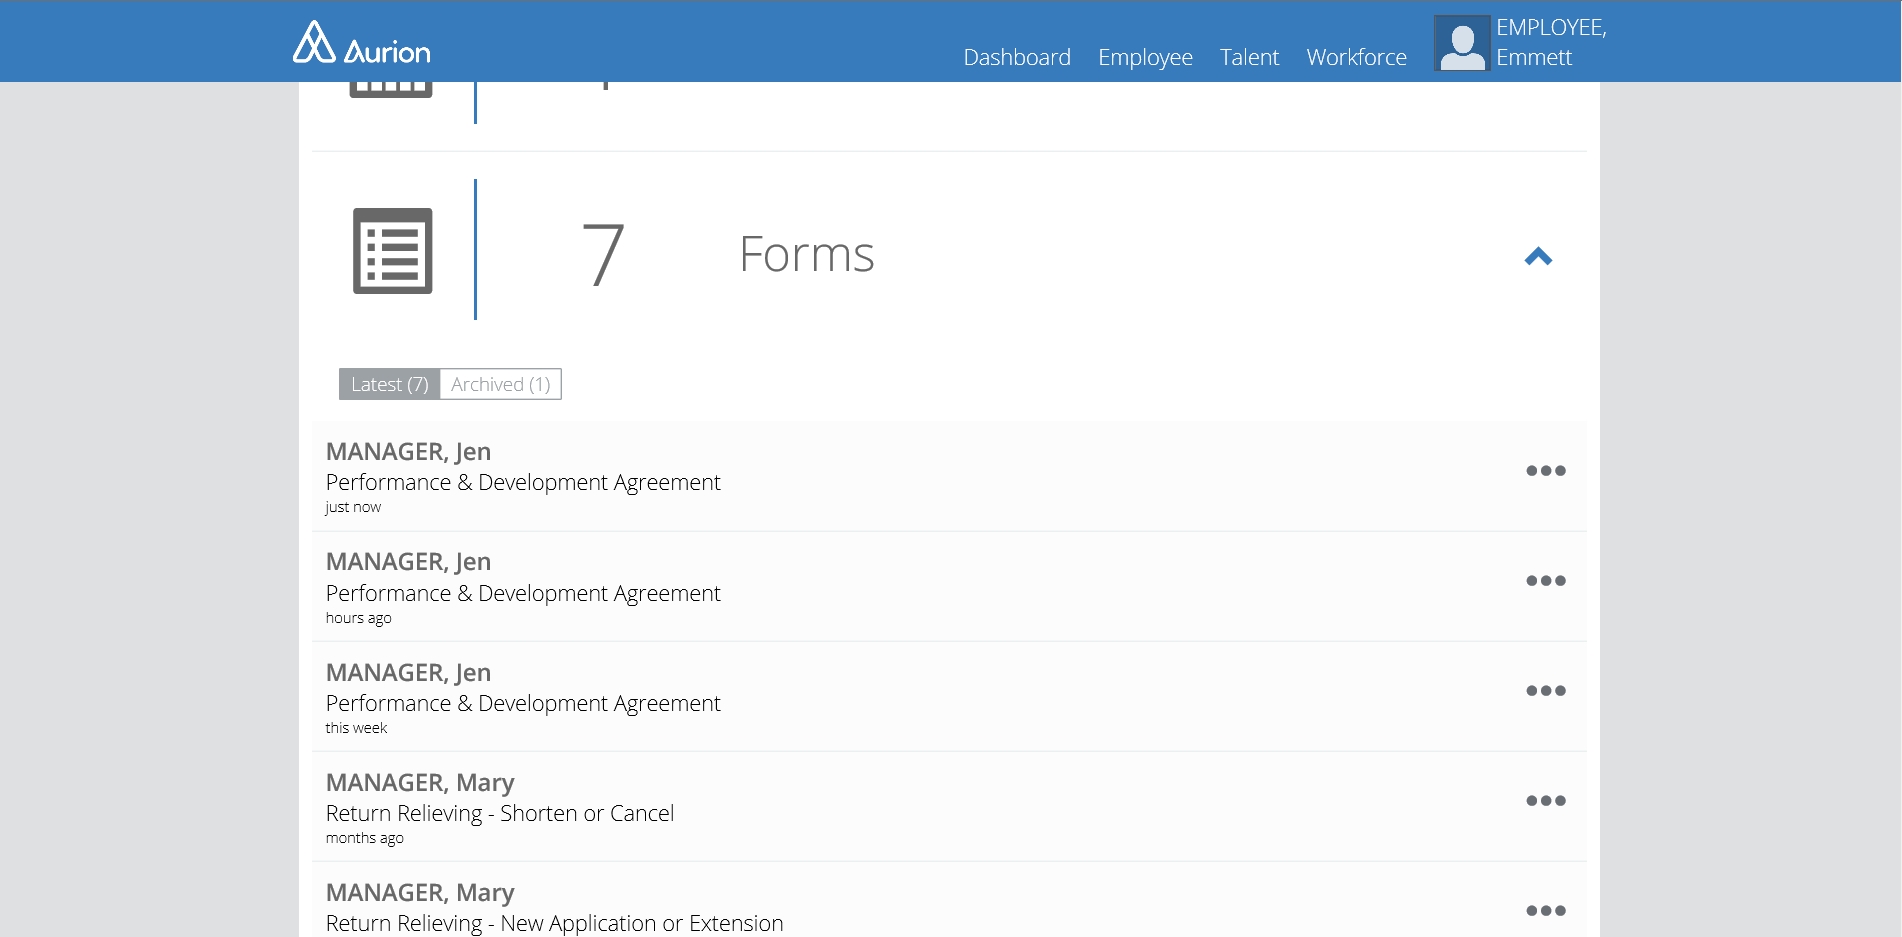 Aurion
Dashboard
Employee
Talent
Workforce
EMPLOYEE,
Emmett
7
Forms
Latest (7)
Archived (1)
MANAGER, Jen
Performance & Development Agreement
just now
MANAGER, Jen
Performance & Development Agreement
hours ago
MANAGER, Jen
Performance & Development Agreement
this week
MANAGER, Mary
Return Relieving - Shorten or Cancel
months ago
MANAGER, Mary
Return Relieving - New Application or Extension